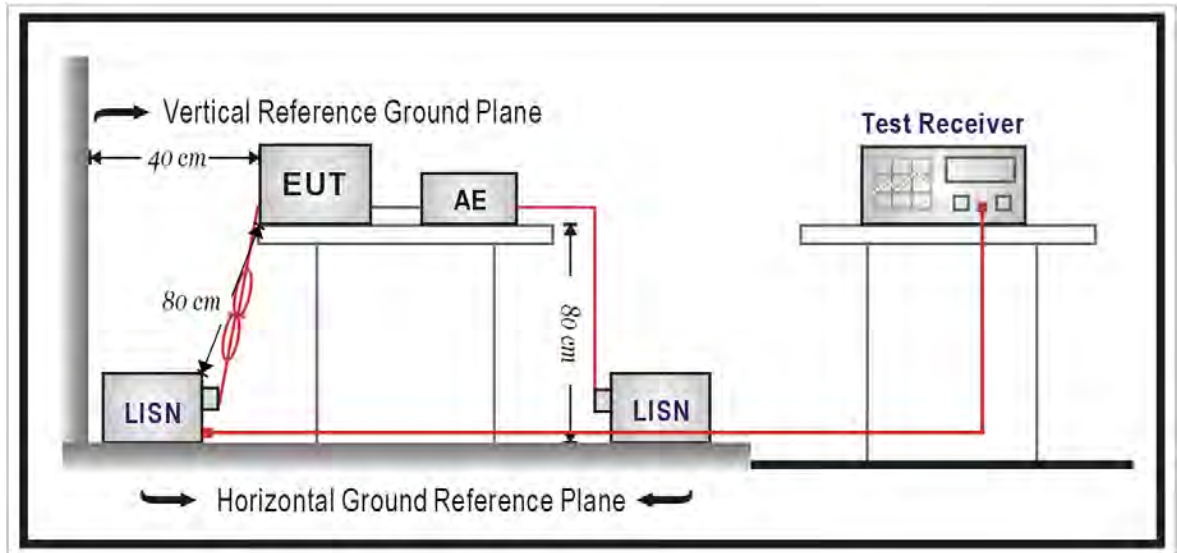 Vertical Reference Ground Plane
Test Receiver
40 cm
EUT
AE
80 cm
80 cm
LISN
LISN
Horizontal Ground Reference Plane